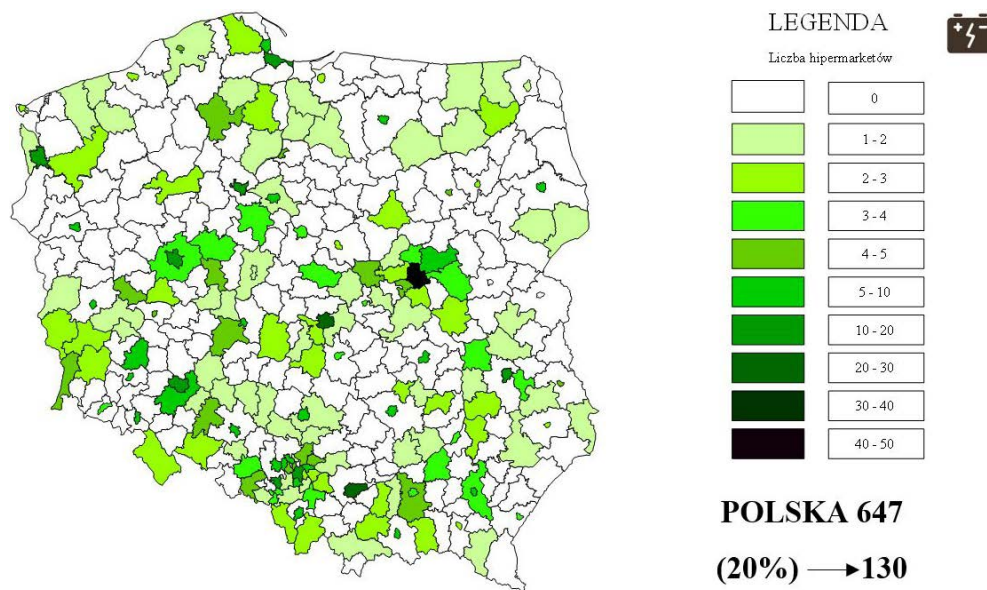 LEGENDA
Liczba hipermarketów
0
1 - 2
2 - 3
3 - 4
4 - 5
5 - 10
10 - 20
20 - 30
30 - 40
40 - 50
POLSKA 647
(20%) → 130